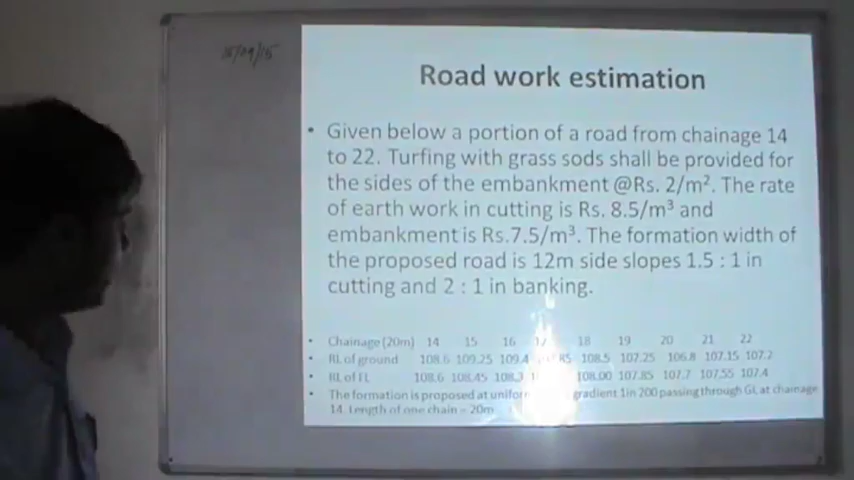 Road work estimation
• Given below a portion of a road from chainage 14
to 22. Turfing with grass sods shall be provided for
the sides of the embankment @Rs. 2/m². The rate
of earth work in cutting is Rs. 8.5/m³ and
embankment is Rs.7.5/m³. The formation width of
the proposed road is 12m side slopes 1.5 : 1 in
cutting and 2 : 1 in banking.
• Chainage (20m) 14 15 16 17 18 19 20 21 22
• RL of ground 108.6 109.25 109.4 108.5 107.25 106.8 107.15 107.2
• RL of FL 108.6 108.45 108.3 108.00 107.85 107.7 107.55 107.4
• The formation is proposed at gradient 1in 200 passing through GL at chainage
14. Length of one chain = 20m